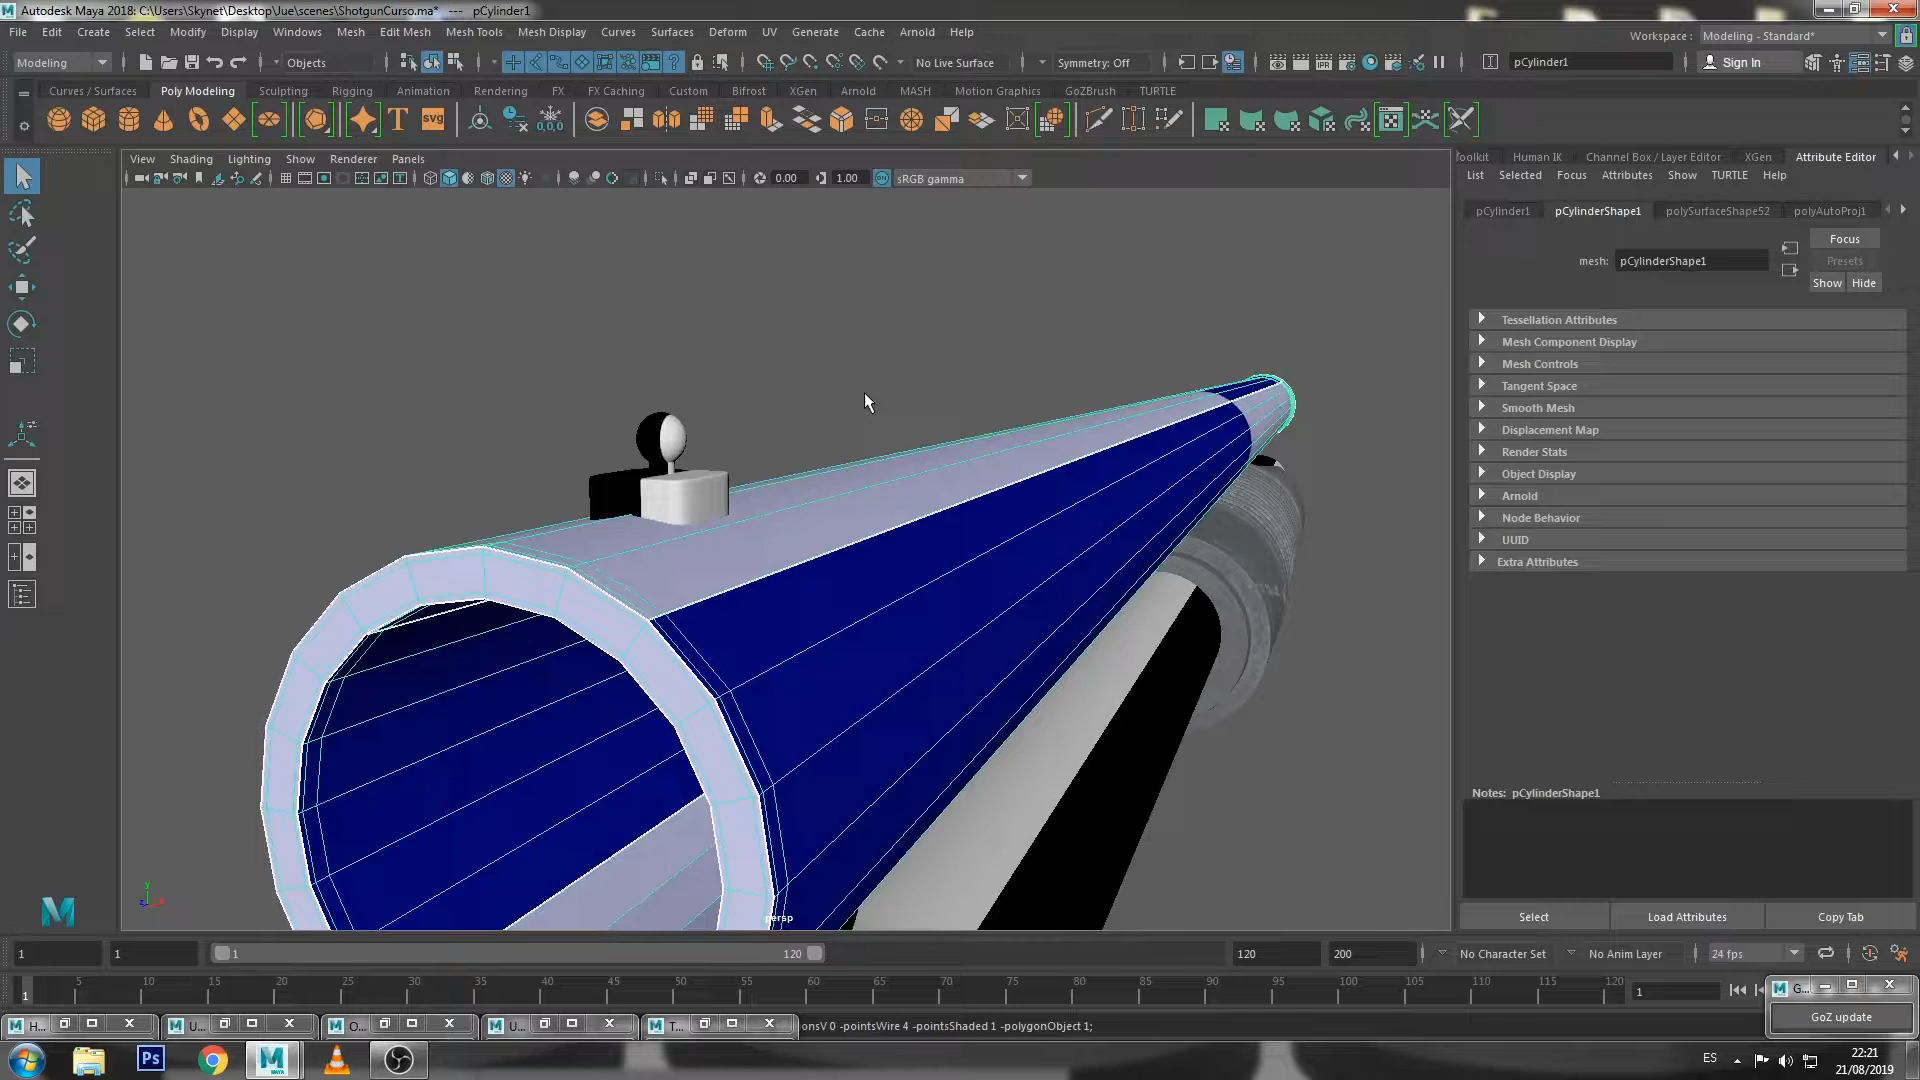 Autodesk Maya 2018: C:\Users\Skynet\Desktop\Jue\scenes\ShotgunCurso.ma* --- pCylinder1
File Edit Create Select Modify Display Windows Mesh Edit Mesh Mesh Tools Mesh Display Curves Surfaces Deform UV Generate Cache Arnold Help
Workspace : Modeling - Standard*
Modeling Objects No Live Surface Symmetry: Off pCylinder1 Sign In
Curves / Surfaces Poly Modeling Sculpting Rigging Animation Rendering FX FX Caching Custom Bifrost XGen Arnold MASH Motion Graphics GoZBrush TURTLE
T SVG 0,0,0
View Shading Lighting Show Renderer Panels
0.00 1.00 sRGB gamma
oolkit Human IK Channel Box / Layer Editor XGen Attribute Editor
List Selected Focus Attributes Show TURTLE Help
pCylinder1 pCylinderShape1 polySurfaceShape52 polyAutoProj1
Focus
mesh: pCylinderShape1 Presets
Show Hide
Tessellation Attributes
Mesh Component Display
Mesh Controls
Tangent Space
Smooth Mesh
Displacement Map
Render Stats
Object Display
Arnold
Node Behavior
UUID
Extra Attributes
Notes: pCylinderShape1
Select Load Attributes Copy Tab
y
z x
persp
1 1 1 120 120 200 No Character Set No Anim Layer 24 fps
1 5 10 15 20 25 30 35 40 45 50 55 60 65 70 75 80 85 90 95 100 105 110 115 120 1
G...
GoZ update
H... U... O... U... T... onsV 0 -pointsWire 4 -pointsShaded 1 -polygonObject 1;
Ps MAYA ES 22:21
21/08/2019